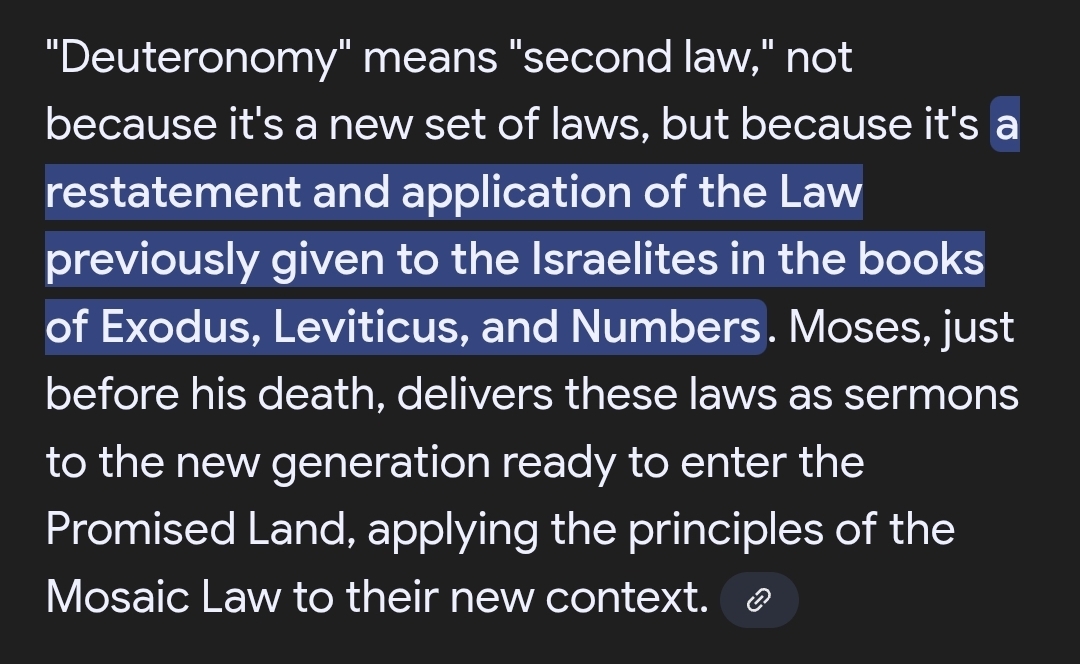 "Deuteronomy" means "second law," not
because it's a new set of laws, but because it's a
restatement and application of the Law
previously given to the Israelites in the books
of Exodus, Leviticus, and Numbers. Moses, just
before his death, delivers these laws as sermons
to the new generation ready to enter the
Promised Land, applying the principles of the
Mosaic Law to their new context.